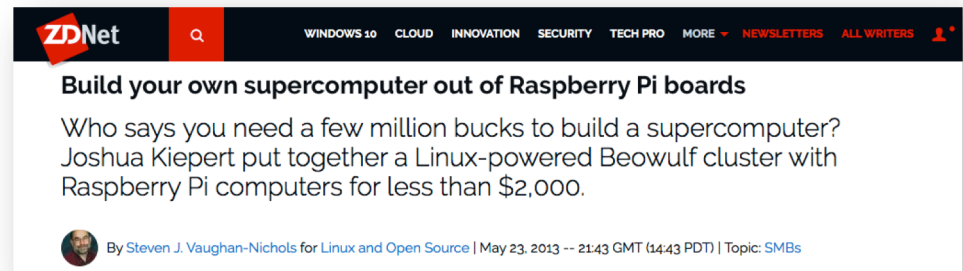 ZDNet
WINDOWS 10 CLOUD INNOVATION SECURITY TECH PRO MORE NEWSLETTERS ALL WRITERS
Build your own supercomputer out of Raspberry Pi boards
Who says you need a few million bucks to build a supercomputer?
Joshua Kiepert put together a Linux-powered Beowulf cluster with
Raspberry Pi computers for less than $2,000.
By Steven J. Vaughan-Nichols for Linux and Open Source | May 23, 2013 -- 21:43 GMT (14:43 PDT) | Topic: SMBs